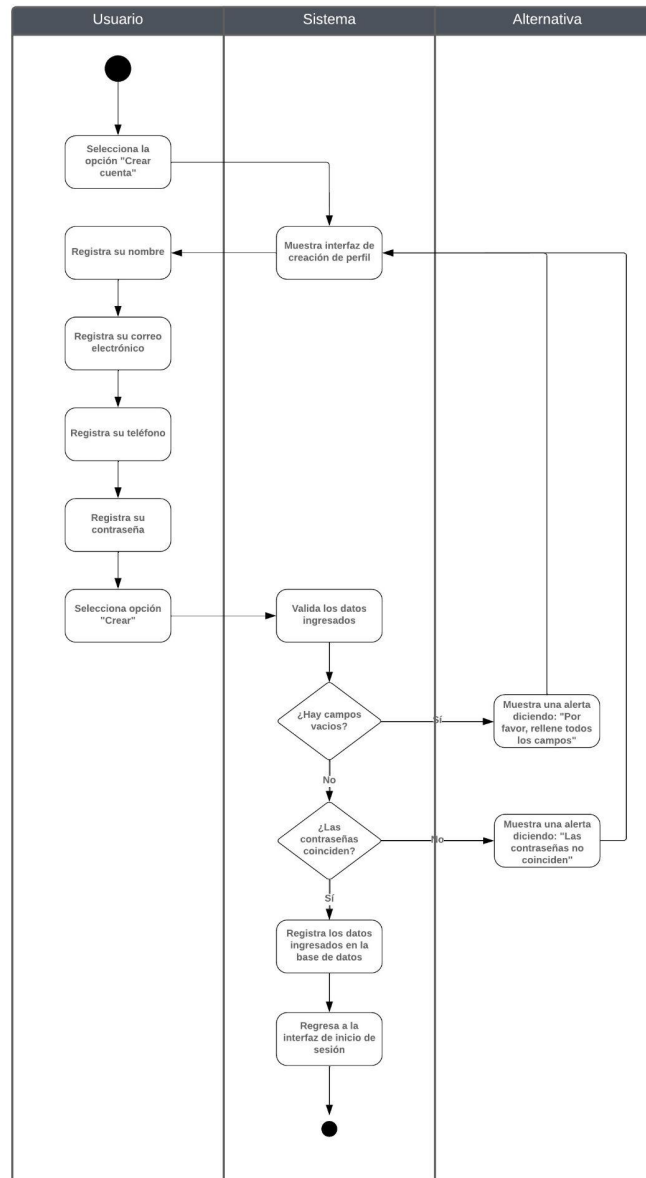 Usuario
Sistema
Alternativa
Selecciona la
opción "Crear
cuenta"
Registra su nombre
Muestra interfaz de
creación de perfil
Registra su correo
electrónico
Registra su teléfono
Registra su
contraseña
Selecciona opción
"Crear"
Valida los datos
ingresados
¿Hay campos
vacios?
Sí
Muestra una alerta
diciendo: "Por
favor, rellene todos
los campos"
No
¿Las
contraseñas
coinciden?
No
Muestra una alerta
diciendo: "Las
contraseñas no
coinciden"
Sí
Registra los datos
ingresados en la
base de datos
Regresa a la
interfaz de inicio de
sesión